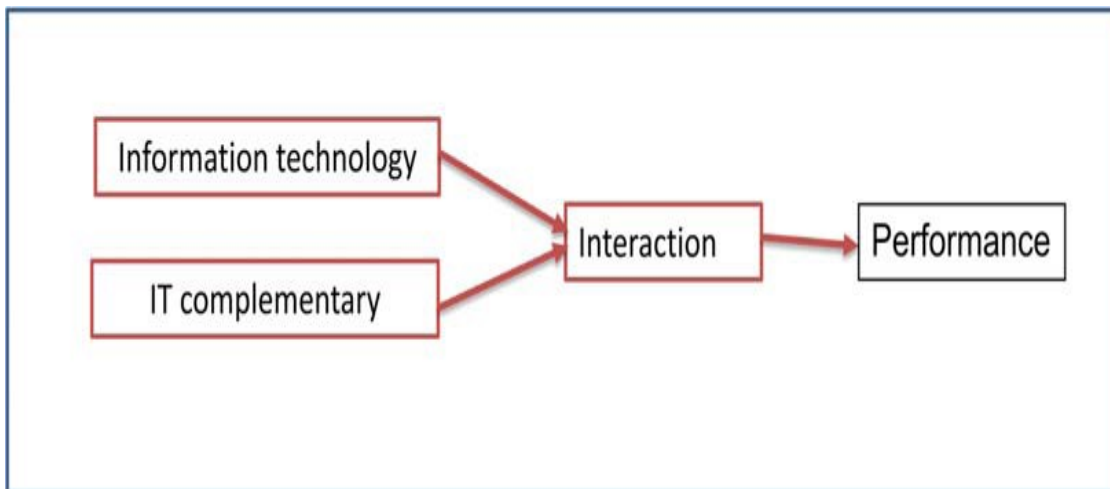 Information technology
IT complementary
Interaction
Performance